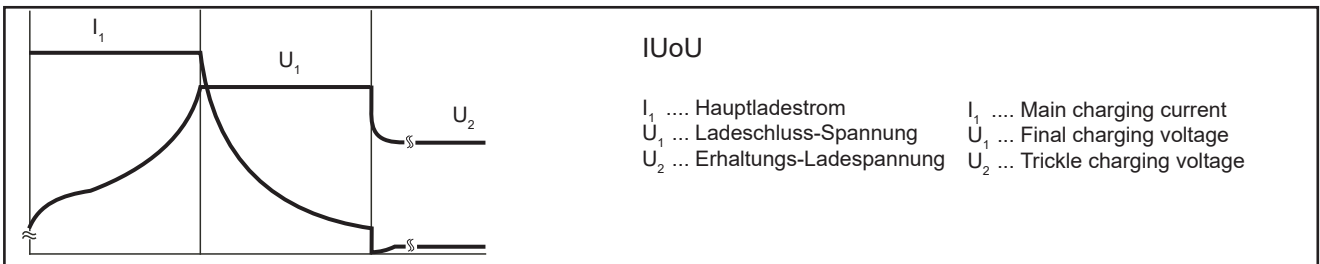 I₁
U₁
U₂
IUoU
I₁ .... Hauptladestrom
U₁ ... Ladeschluss-Spannung
U₂ ... Erhaltungs-Ladespannung
I₁ .... Main charging current
U₁ ... Final charging voltage
U₂ ... Trickle charging voltage